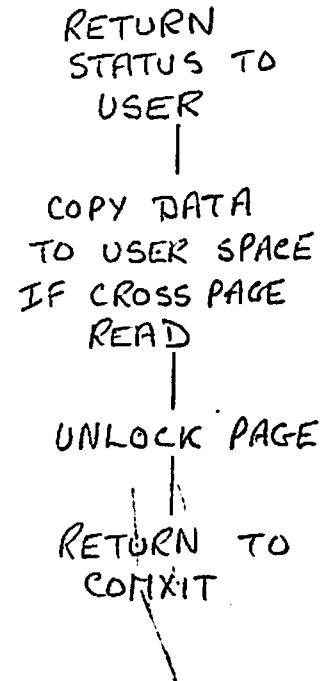 RETURN
STATUS TO
USER
COPY DATA
TO USER SPACE
IF CROSS PAGE
READ
UNLOCK PAGE
RETURN TO
COMXIT